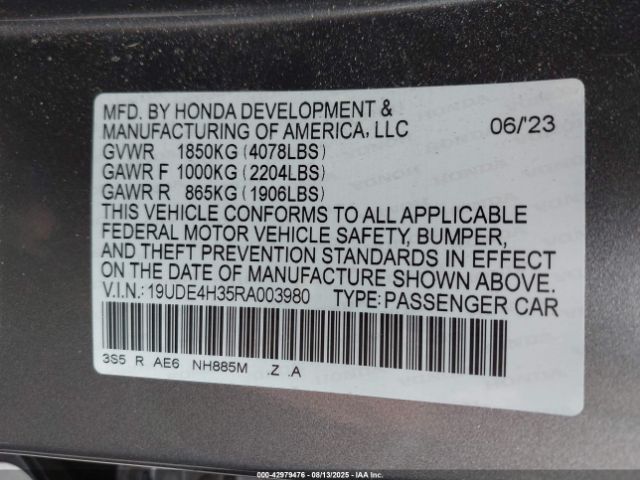 MFD. BY HONDA DEVELOPMENT &
MANUFACTURING OF AMERICA, LLC 06/'23
GVWR 1850KG (4078LBS)
GAWR F 1000KG (2204LBS)
GAWR R 865KG (1906LBS)
THIS VEHICLE CONFORMS TO ALL APPLICABLE
FEDERAL MOTOR VEHICLE SAFETY, BUMPER,
AND THEFT PREVENTION STANDARDS IN EFFECT
ON THE DATE OF MANUFACTURE SHOWN ABOVE.
V.I.N.: 19UDE4H35RA003980 TYPE: PASSENGER CAR
3S5 R AE6 NH885M .Z .A
000-42979476 - 08/13/2025 - IAAI.COM